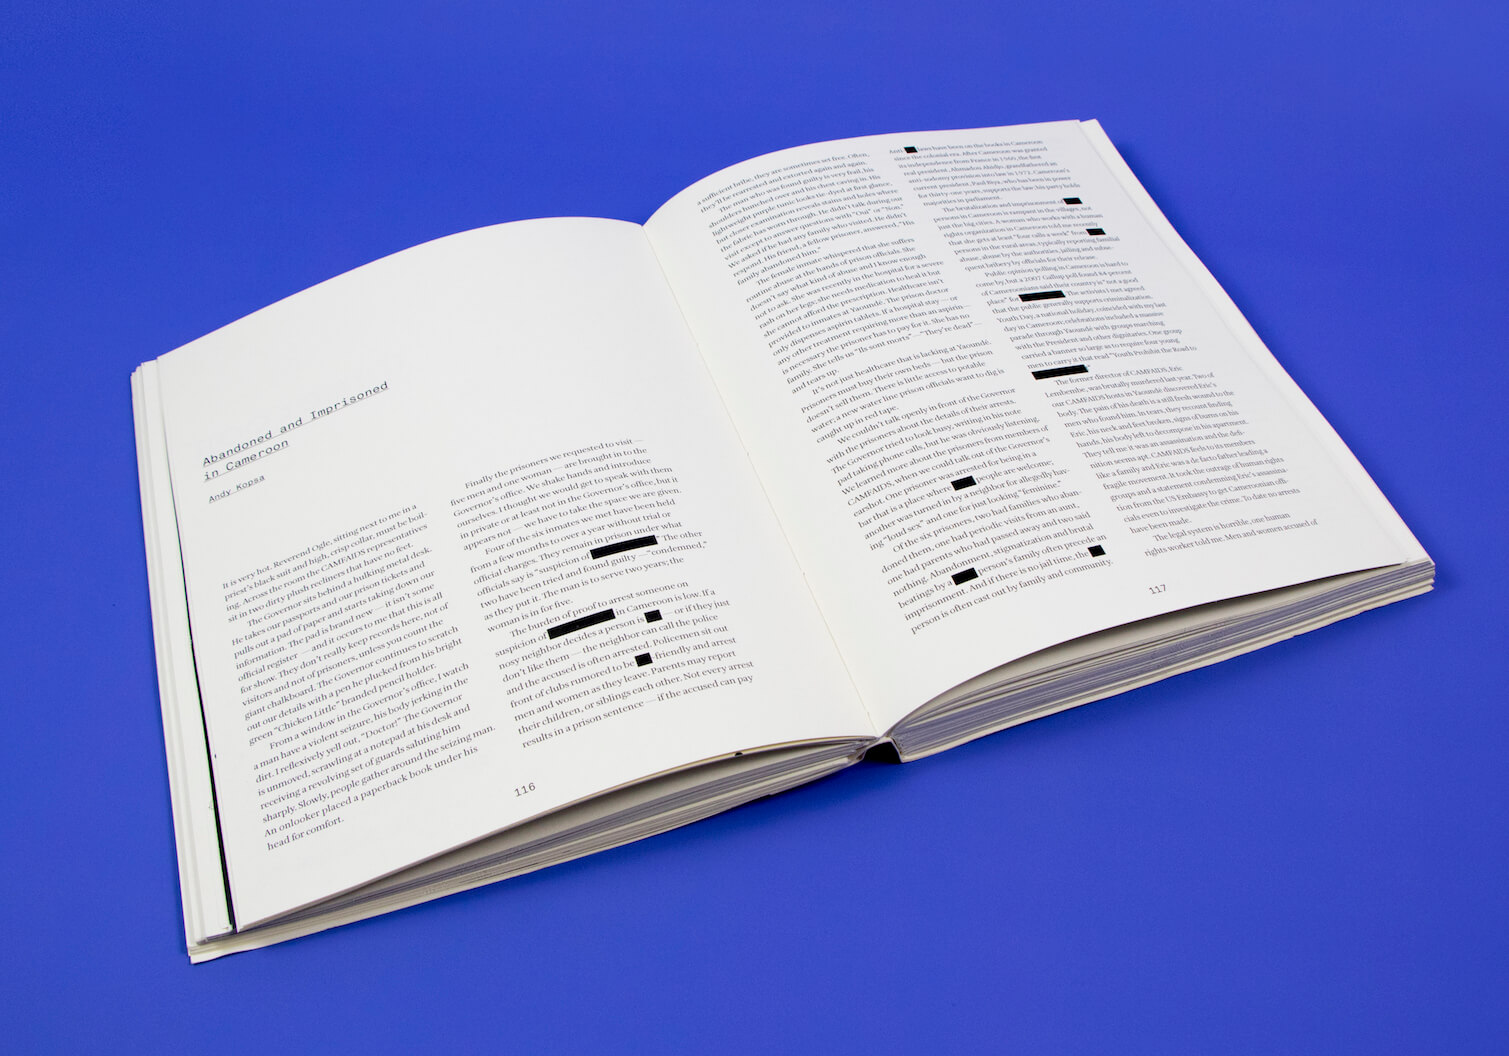 Abandoned and Imprisoned
in Cameroon
Andy Kopsa
It is very hot. Reverend Ogle, sitting next to me in a
priest's black suit and high, crisp collar, must be boil-
ing. Across the room the CAMFAIDS representatives
sit in two dirty plush recliners that have no feet.
The Governor sits behind a hulking metal desk.
He takes our passports and our prison tickets and
pulls out a pad of paper and starts taking down our
information. The pad is brand new — it isn't some
official register — and it occurs to me that this is all
for show. They don't really keep records here, not of
visitors and not of prisoners, unless you count the
giant chalkboard. The Governor continues to scratch
out our details with a pen he plucked from his bright
green "Chicken Little" branded pencil holder.
From a window in the Governor's office, I watch
a man have a violent seizure, his body jerking in the
dirt. I reflexively yell out, "Doctor!" The Governor
is unmoved, scrawling at a notepad at his desk and
receiving a revolving set of guards saluting him
sharply. Slowly, people gather around the seizing man.
An onlooker placed a paperback book under his
head for comfort.
Finally the prisoners we requested to visit —
five men and one woman — are brought in to the
Governor's office. We shake hands and introduce
ourselves. I thought we would get to speak with them
in private or at least not in the Governor's office, but it
appears not — we have to take the space we are given.
Four of the six inmates we met have been held
from a few months to over a year without trial or
official charges. They remain in prison under what
officials say is "suspicion of The other
two have been tried and found guilty — "condemned,"
as they put it. The man is to serve two years; the
woman is in for five.
The burden of proof to arrest someone on
suspicion of in Cameroon is low. If a
nosy neighbor decides a person is — or if they just
don't like them — the neighbor can call the police
and the accused is often arrested. Policemen sit out
front of clubs rumored to be -friendly and arrest
men and women as they leave. Parents may report
their children, or siblings each other. Not every arrest
results in a prison sentence — if the accused can pay
116
a sufficient bribe, they are sometimes set free. Often,
they'll be rearrested and extorted again and again.
The man who was found guilty is very frail, his
shoulders hunched over and his chest caving in. His
lightweight purple tunic looks tie-dyed at first glance,
but closer examination reveals stains and holes where
the fabric has worn through. He didn't talk during our
visit except to answer questions with "Oui" or "Non."
We asked if he had any family who visited. He didn't
respond. His friend, a fellow prisoner, answered, "His
family abandoned him."
The female inmate whispered that she suffers
routine abuse at the hands of prison officials. She
doesn't say what kind of abuse and I know enough
not to ask. She was recently in the hospital for a severe
rash on her legs; she needs medication to heal it but
she cannot afford the prescription. Healthcare isn't
provided to inmates at Yaoundé. The prison doctor
only dispenses aspirin tablets. If a hospital stay — or
any other treatment requiring more than an aspirin —
is necessary the prisoner has to pay for it. She has no
family. She tells us "Ils sont morts" — "They're dead" —
and tears up.
It's not just healthcare that is lacking at Yaoundé.
Prisoners must buy their own beds — but the prison
doesn't sell them. There is little access to potable
water; a new water line prison officials want to dig is
caught up in red tape.
We couldn't talk openly in front of the Governor
with the prisoners about the details of their arrests.
The Governor tried to look busy, writing in his note
pad taking phone calls, but he was obviously listening.
We learned more about the prisoners from members of
CAMFAIDS, when we could talk out of the Governor's
earshot. One prisoner was arrested for being in a
bar that is a place where people are welcome;
another was turned in by a neighbor for allegedly hav-
ing "loud sex" and one for just looking "feminine."
Of the six prisoners, two had families who aban-
doned them, one had periodic visits from an aunt,
one had parents who had passed away and two said
nothing. Abandonment, stigmatization and brutal
beatings by a person's family often precede an
imprisonment. And if there is no jail time, the
person is often cast out by family and community.
Anti- laws have been on the books in Cameroon
since the colonial era. After Cameroon was granted
its independence from France in 1960, the first
real president, Ahmadou Ahidjo, grandfathered an
anti-sodomy provision into law in 1972. Cameroon's
current president, Paul Biya, who has been in power
for thirty-one years, supports the law his party holds
majorities in parliament.
The brutalization and imprisonment of
persons in Cameroon is rampant in the villages, not
just the big cities. A woman who works with a human
rights organization in Cameroon told me recently
that she gets at least "four calls a week" from
persons in the rural areas, typically reporting familial
abuse, abuse by the authorities, jailing and subse-
quent bribery by officials for their release.
Public opinion polling in Cameroon is hard to
come by, but a 2007 Gallup poll found 88 percent
of Cameroonians said their country is "not a good
place" for The activists I met agreed
that the public generally supports criminalization.
Youth Day, a national holiday, coincided with my last
day in Cameroon; celebrations included a massive
parade through Yaoundé with groups marching
with the President and other dignitaries. One group
carried a banner so large as to require four young
men to carry it that read "Youth Prohibit the Road to
The former director of CAMFAIDS, Eric
Lembembe, was brutally murdered last year. Two of
our CAMFAIDS hosts in Yaoundé discovered Eric's
body. The pain of his death is a still fresh wound to the
men who found him. In tears, they recount finding
Eric, his neck and feet broken, signs of burns on his
hands, his body left to decompose in his apartment.
They tell me it was an assassination and the defi-
nition seems apt. CAMFAIDS feels to its members
like a family and Eric was a de facto father leading a
fragile movement. It took the outrage of human rights
groups and a statement condemning Eric's assassina-
tion from the US Embassy to get Cameroonian offi-
cials even to investigate the crime. To date no arrests
have been made.
The legal system is horrible, one human
rights worker told me. Men and women accused of
117